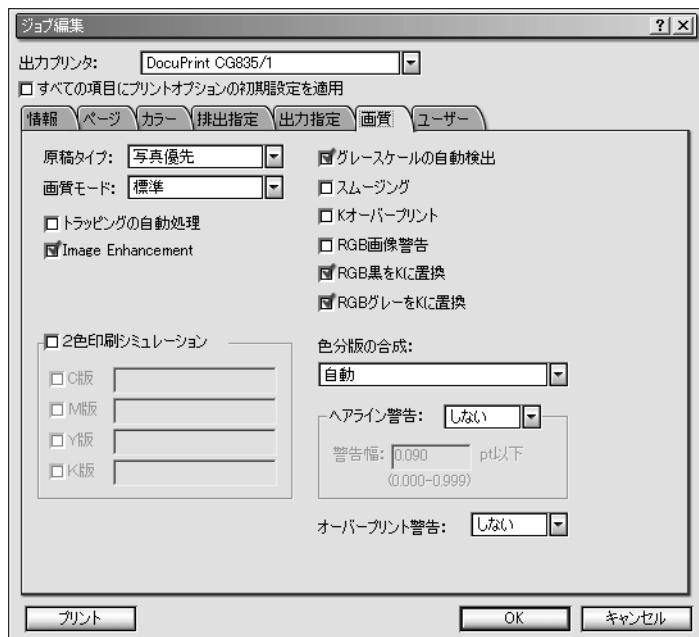 ジョブ編集
出力プリンタ: DocuPrint CG835/1
すべての項目にプリントオプションの初期設定を適用
情報 ページ カラー 排出指定 出力指定 画質 ユーザー
原稿タイプ: 写真優先
画質モード: 標準
トラッピングの自動処理
Image Enhancement
グレースケールの自動検出
スムージング
Kオーバープリント
RGB画像警告
RGB黒をKに置換
RGBグレーをKに置換
2色印刷シミュレーション
C版
M版
Y版
K版
色分版の合成:
自動
ヘアライン警告: しない
警告幅: 0.090 pt以下
(0.000-0.999)
オーバープリント警告: しない
プリント OK キャンセル